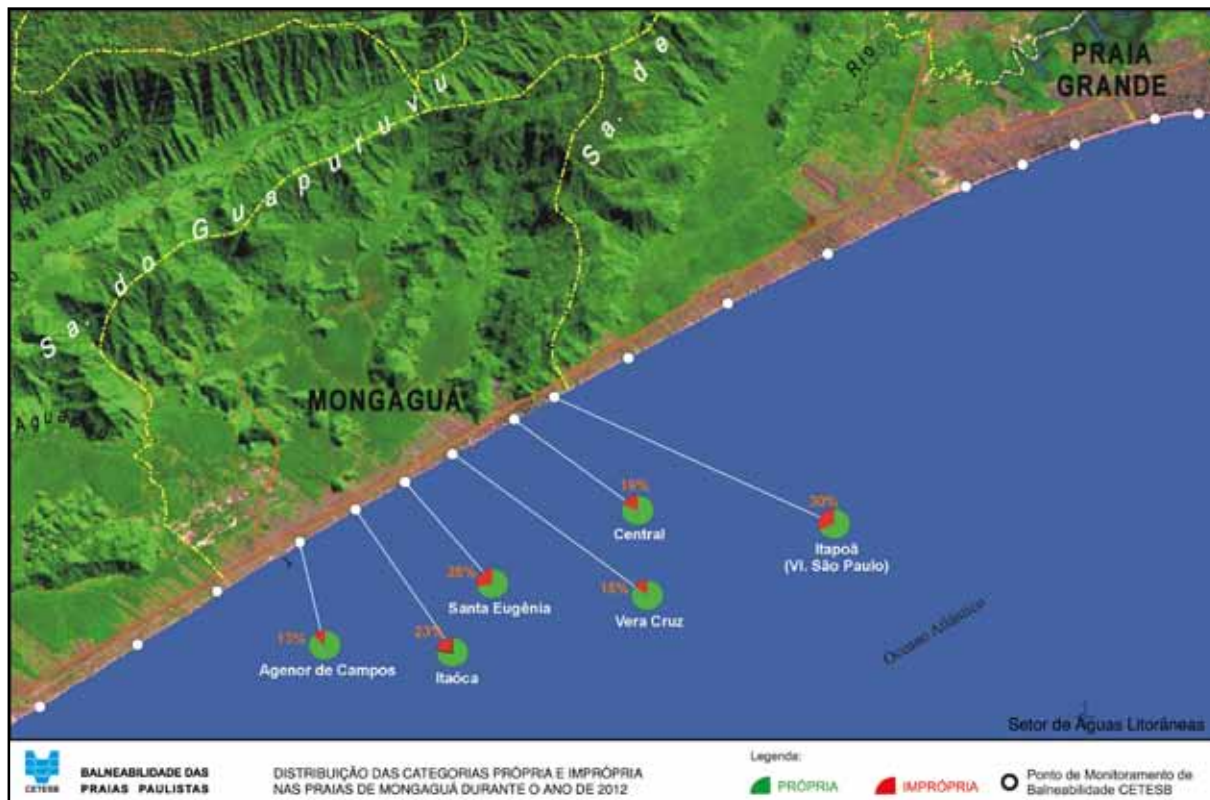 PRAIA
GRANDE
Rio
Sa. de
Sa. do Guapuruvu
MONGAGUÁ
19%
Central
30%
Itapoã
(Vl. São Paulo)
Santa Eugênia
15%
Vera Cruz
Agenor de Campos
23%
Itaóca
Oceano Atlântico
Setor de Águas Litorâneas
CETESB
BALNEABILIDADE DAS
PRAIAS PAULISTAS
DISTRIBUIÇÃO DAS CATEGORIAS PRÓPRIA E IMPRÓPRIA
NAS PRAIAS DE MONGAGUÁ DURANTE O ANO DE 2012
Legenda:
PRÓPRIA
IMPRÓPRIA
Ponto de Monitoramento de
Balneabilidade CETESB